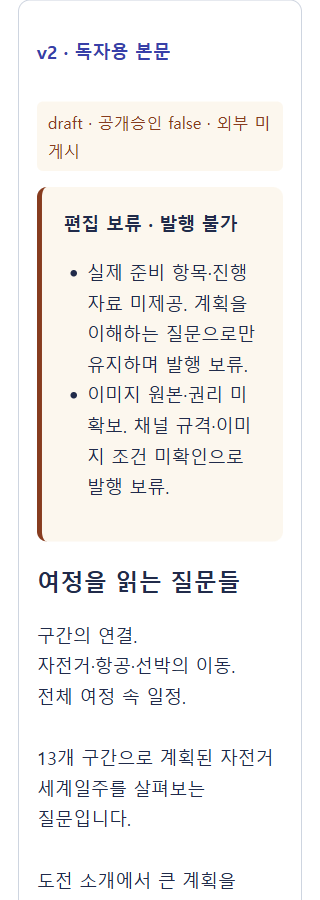 v2 · 독자용 본문
draft · 공개승인 false · 외부 미
게시
편집 보류 · 발행 불가
• 실제 준비 항목·진행
자료 미제공. 계획을
이해하는 질문으로만
유지하며 발행 보류.
• 이미지 원본·권리 미
확보. 채널 규격·이미
지 조건 미확인으로
발행 보류.
여정을 읽는 질문들
구간의 연결.
자전거·항공·선박의 이동.
전체 여정 속 일정.
13개 구간으로 계획된 자전거
세계일주를 살펴보는
질문입니다.
도전 소개에서 큰 계획을